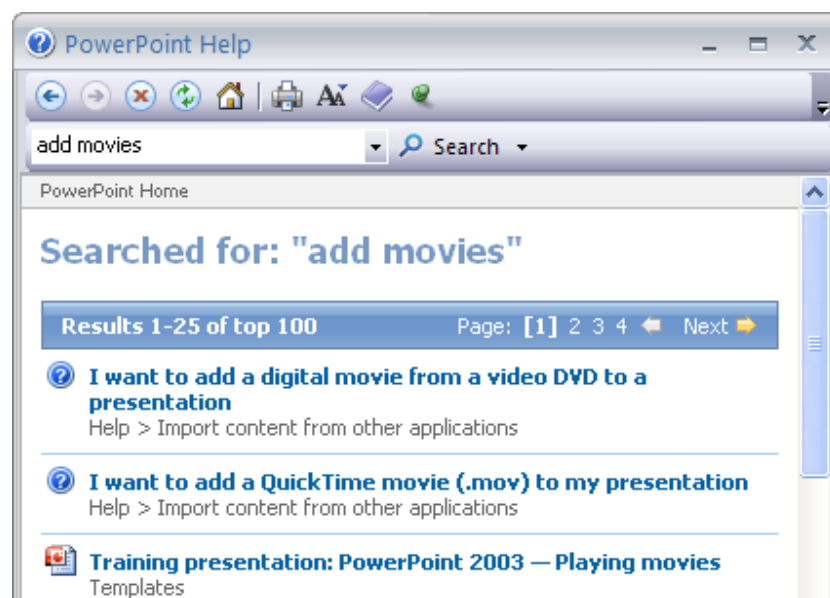 PowerPoint Help
add movies
Search
PowerPoint Home
Searched for: "add movies"
Results 1-25 of top 100 Page: [1] 2 3 4 Next
I want to add a digital movie from a video DVD to a
presentation
Help > Import content from other applications
I want to add a QuickTime movie (.mov) to my presentation
Help > Import content from other applications
Training presentation: PowerPoint 2003 — Playing movies
Templates